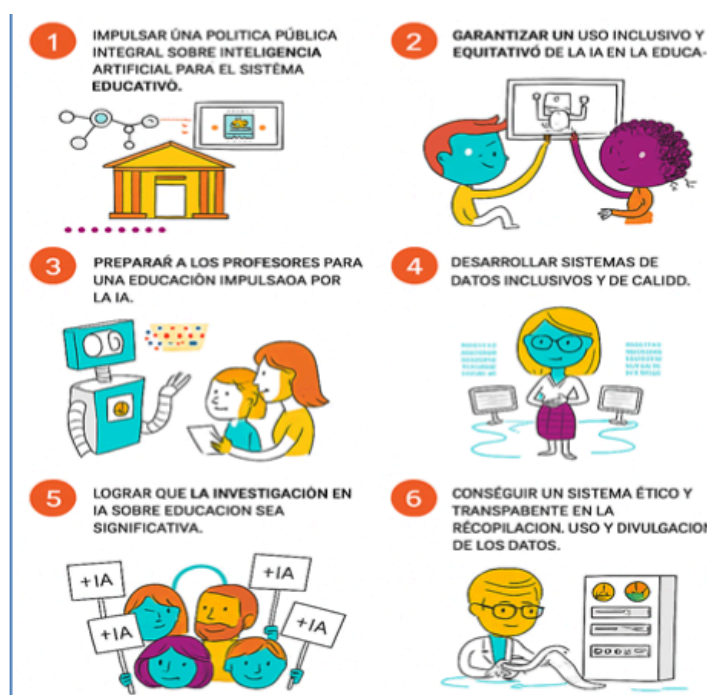 1
IMPULSAR ÚNA POLITICA PÚBLICA
INTEGRAL SOBRE INTELIGENCIA
ARTIFICIAL PARA EL SISTÉMA
EDUCATIVÒ.
2
GARANTIZAR UN USO INCLUSIVO Y
EQUITATIVÓ DE LA IA EN LA EDUCA-
3
PREPARAŔ A LOS PROFESORES PARA
UNA EDUCACIÒN IMPULSAOA POR
LA IA.
4
DESARROLLAR SISTEMAS DE
DATOS INCLUSIVOS Y DE CALIDD.
5
LOGRAR QUE LA INVESTIGACIÓN EN
IA SOBRE EDUCACION SEA
SIGNIFICATIVA.
+IA
+IA
+IA
+IA
6
CONSÉGUIR UN SISTEMA ÉTICO Y
TRANSPABENTE EN LA
RÉCOPILACION. USO Y DIVULGACION
DE LOS DATOS.